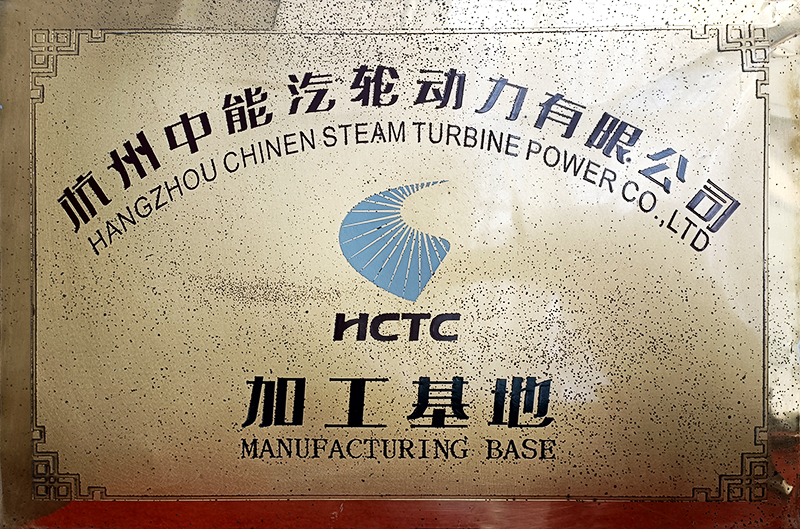 杭州中能汽轮动力有限公司
HANGZHOU CHINEN STEAM TURBINE POWER CO.,LTD
HCTC
加工基地
MANUFACTURING BASE